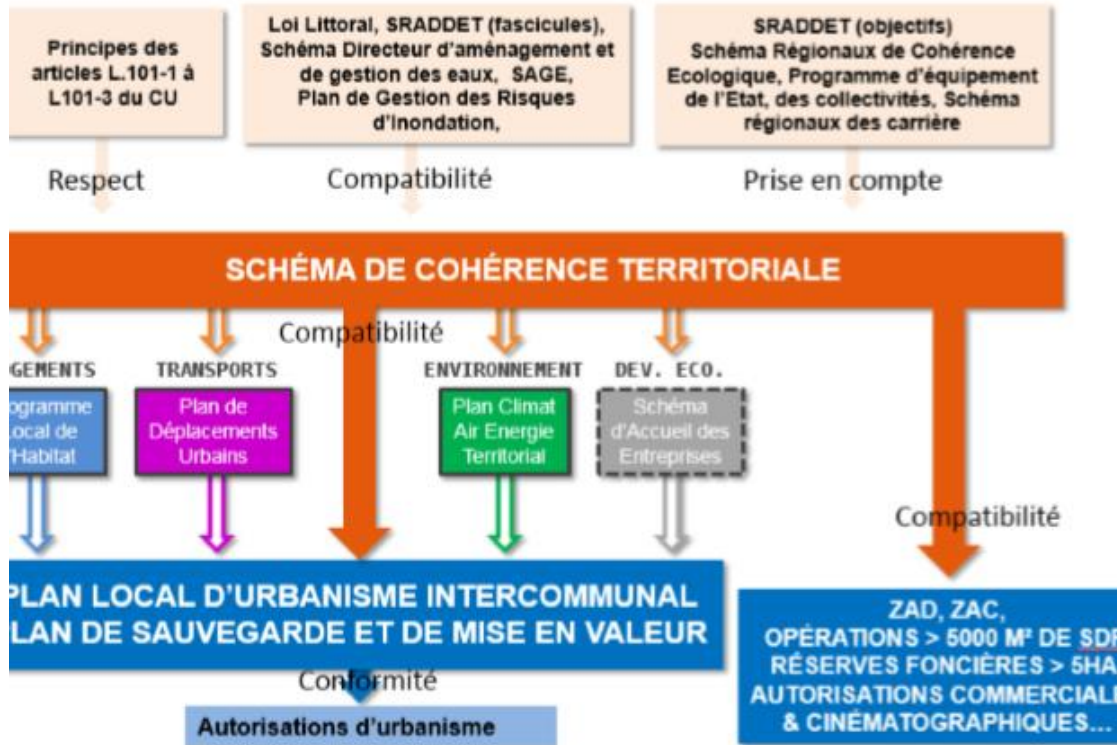 Principes des
articles L.101-1 à
L101-3 du CU
Loi Littoral, SRADDET (fascicules),
Schéma Directeur d'aménagement et
de gestion des eaux, SAGE,
Plan de Gestion des Risques
d'Inondation,
SRADDET (objectifs)
Schéma Régionaux de Cohérence
Ecologique, Programme d'équipement
de l'Etat, des collectivités, Schéma
régionaux des carrière
Respect
Compatibilité
Prise en compte
SCHÉMA DE COHÉRENCE TERRITORIALE
Compatibilité
GEMENTS
TRANSPORTS
ENVIRONNEMENT
DEV. ECO.
ogramme
Local de
'Habitat
Plan de
Déplacements
Urbains
Plan Climat
Air Energie
Territorial
Schéma
d'Accueil des
Entreprises
Compatibilité
PLAN LOCAL D'URBANISME INTERCOMMUNAL
LAN DE SAUVEGARDE ET DE MISE EN VALEUR
ZAD, ZAC,
OPÉRATIONS > 5000 M² DE SDP
RÉSERVES FONCIÈRES > 5HA
AUTORISATIONS COMMERCIALE
& CINÉMATOGRAPHIQUES...
Conformité
Autorisations d'urbanisme